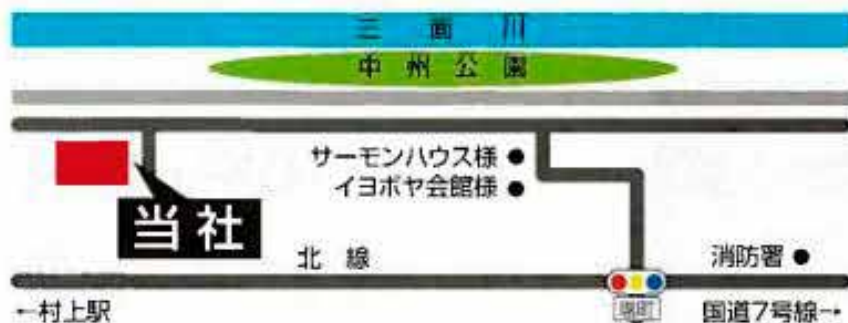 三面川
中州公園
サーモンハウス様 ●
イヨボヤ会館様 ●
当社
北線
消防署 ●
←村上駅
国道7号線→